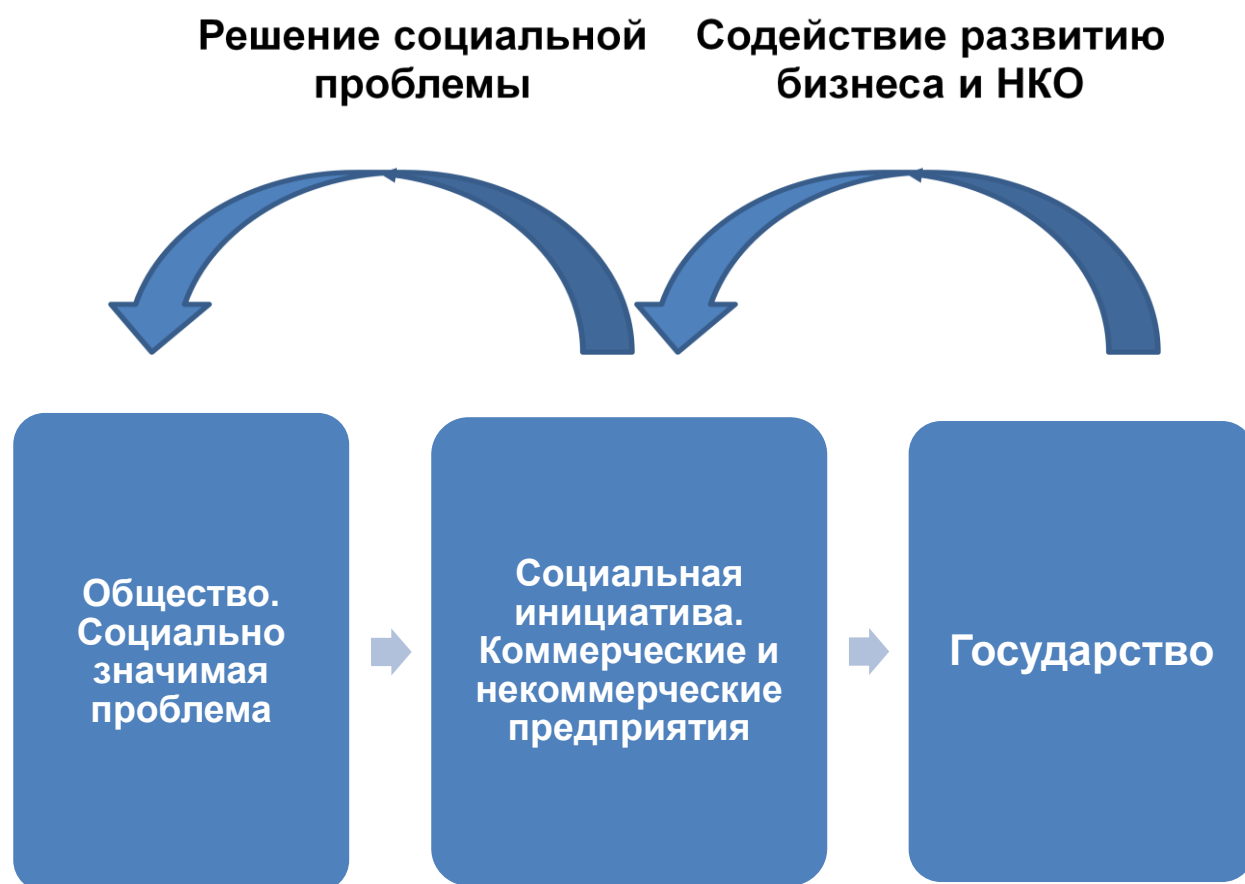 Решение социальной
проблемы
Содействие развитию
бизнеса и НКО
Общество.
Социально
значимая
проблема
Социальная
инициатива.
Коммерческие и
некоммерческие
предприятия
Государство